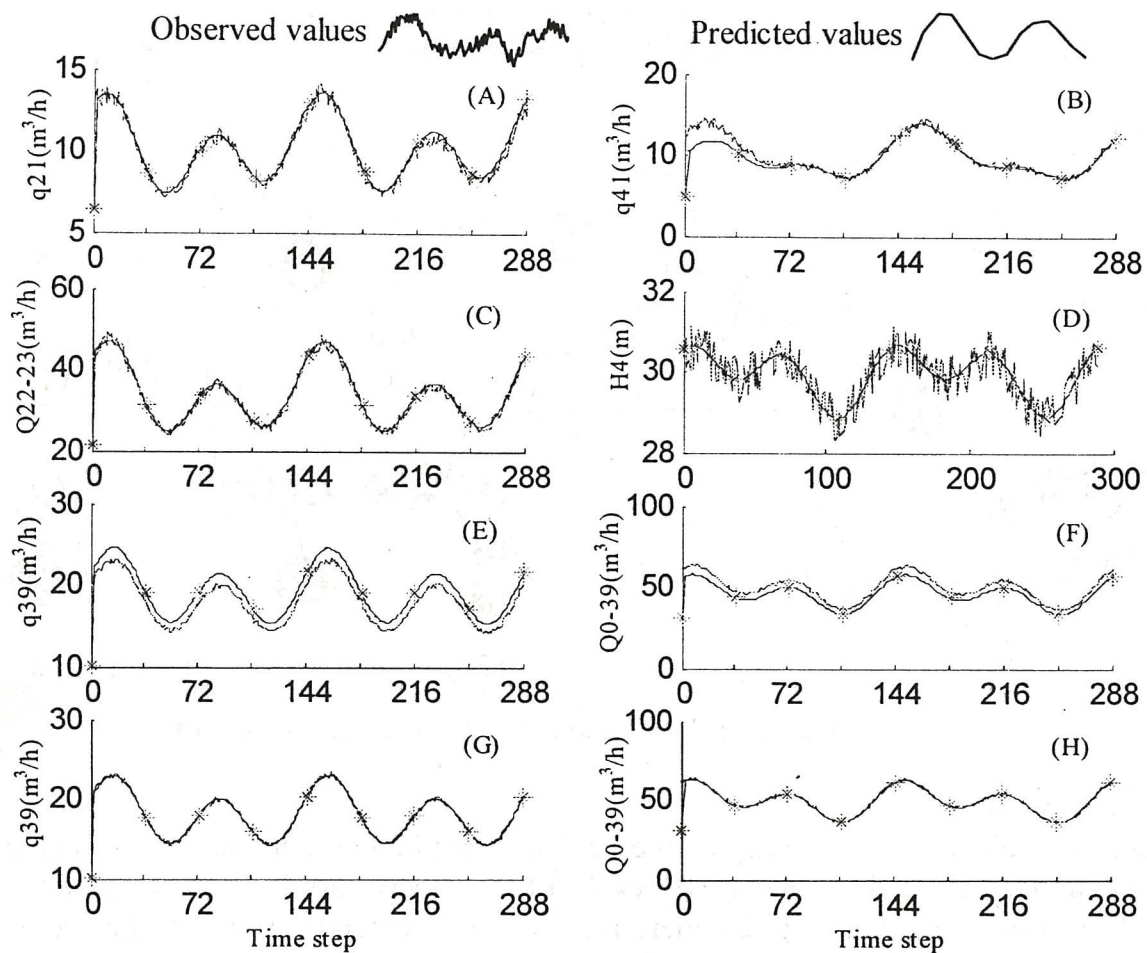 Observed values
Predicted values
15
10
5
q21(m³/h)
(A)
0 72 144 216 288
20
10
0
q41(m³/h)
(B)
0 72 144 216 288
60
40
20
Q22-23(m³/h)
(C)
0 72 144 216 288
32
30
28
H4(m)
(D)
0 100 200 300
30
20
10
q39(m³/h)
(E)
0 72 144 216 288
100
50
0
Q0-39(m³/h)
(F)
0 72 144 216 288
30
20
10
q39(m³/h)
(G)
0 72 144 216 288
Time step
100
50
0
Q0-39(m³/h)
(H)
0 72 144 216 288
Time step